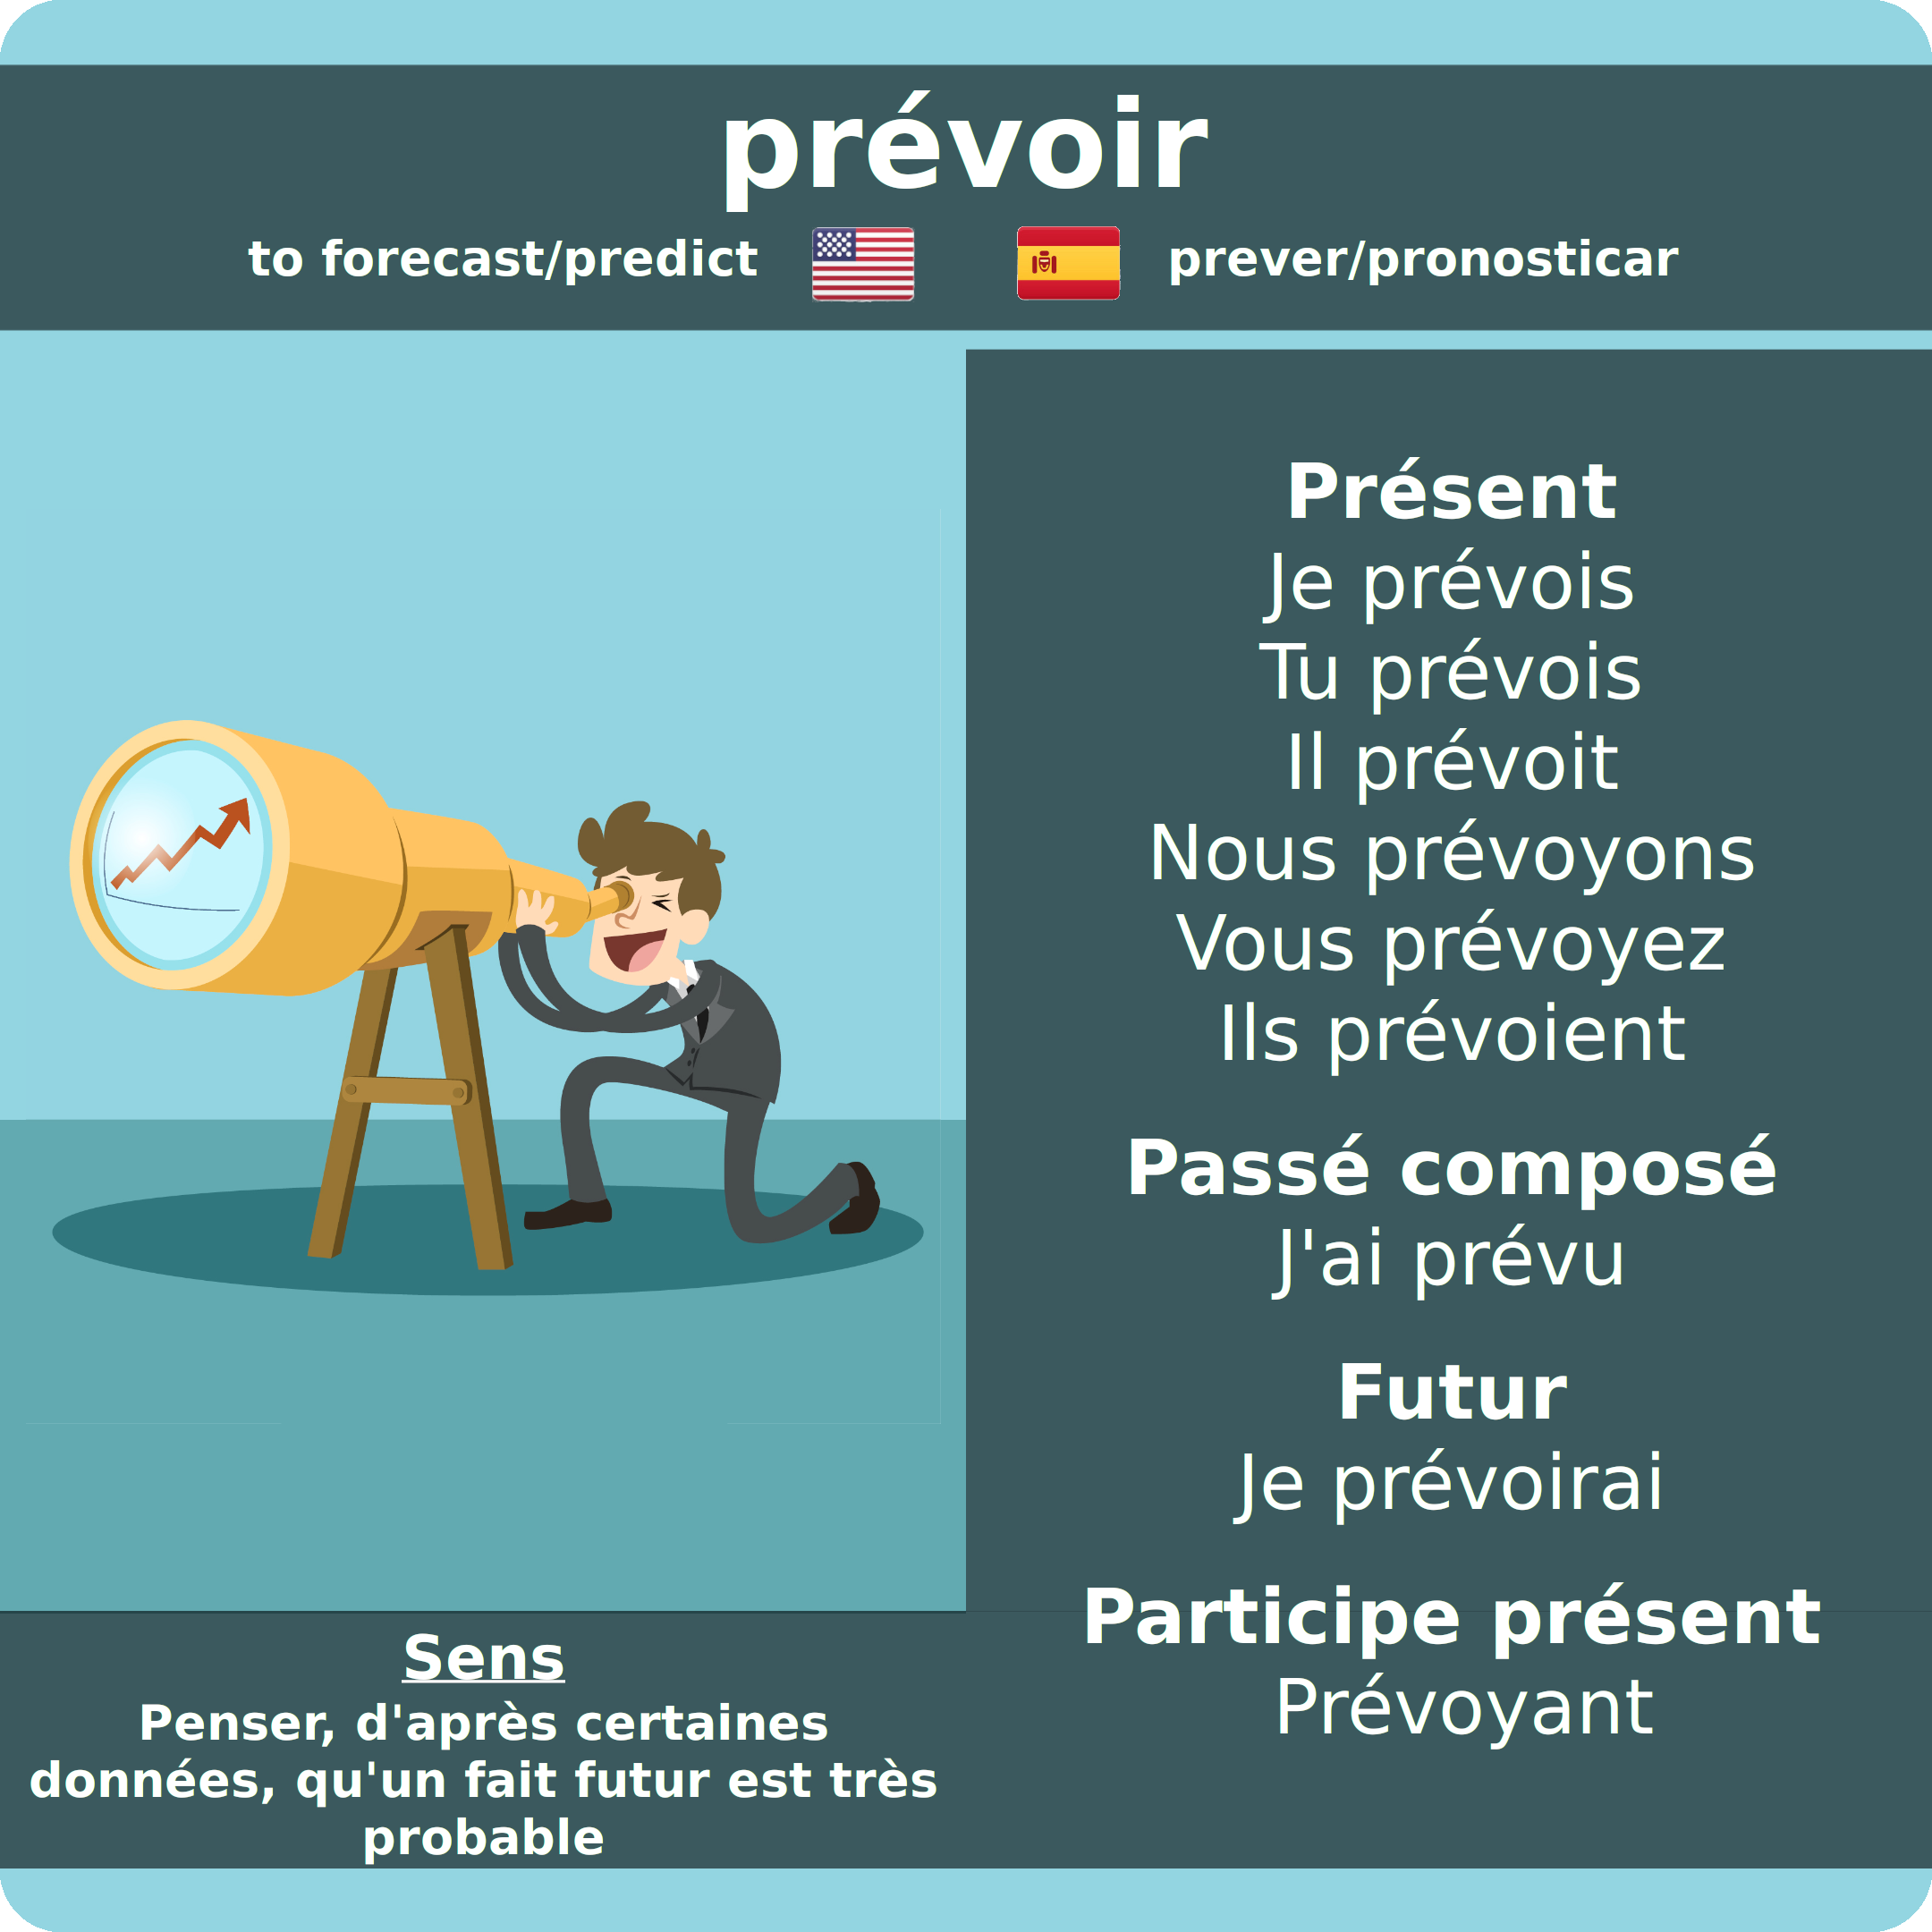 prévoir
to forecast/predict
prever/pronosticar
Présent
Je prévois
Tu prévois
Il prévoit
Nous prévoyons
Vous prévoyez
Ils prévoient
Passé composé
J'ai prévu
Futur
Je prévoirai
Participe présent
Prévoyant
Sens
Penser, d'après certaines
données, qu'un fait futur est très
probable